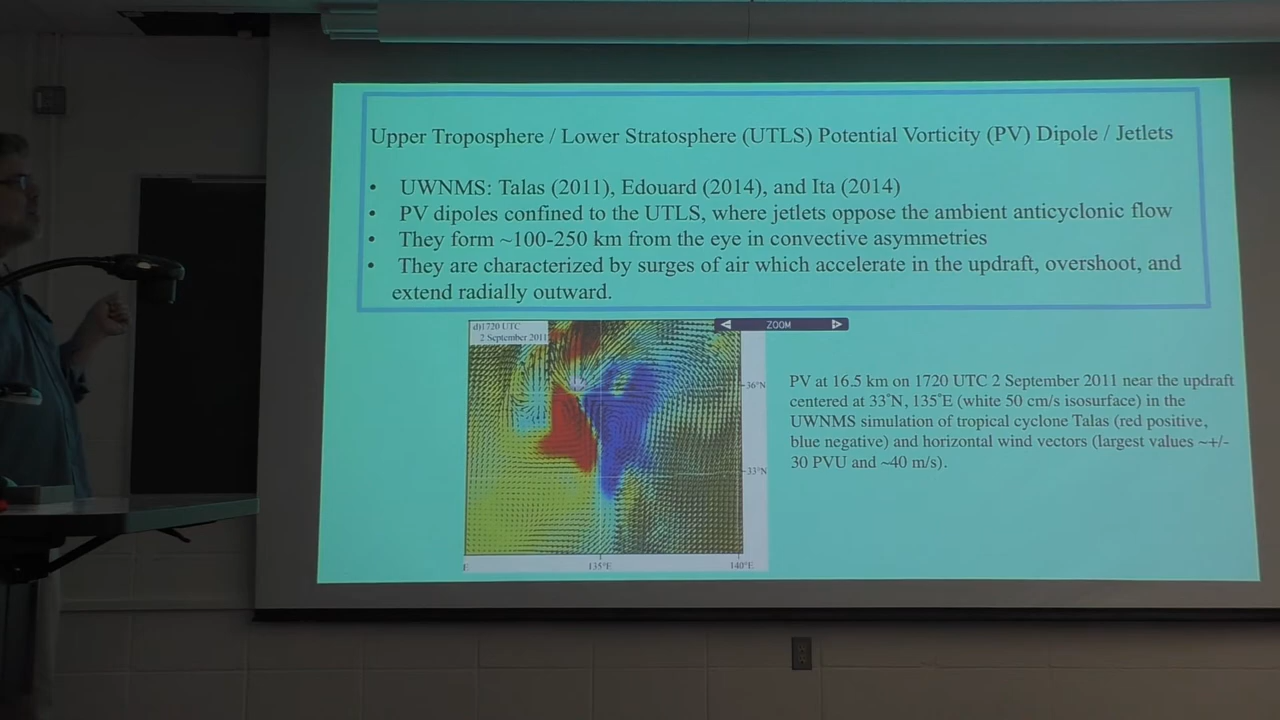 Upper Troposphere / Lower Stratosphere (UTLS) Potential Vorticity (PV) Dipole / Jetlets
• UWNMS: Talas (2011), Edouard (2014), and Ita (2014)
• PV dipoles confined to the UTLS, where jetlets oppose the ambient anticyclonic flow
• They form ~100-250 km from the eye in convective asymmetries
• They are characterized by surges of air which accelerate in the updraft, overshoot, and
extend radially outward.
d)1720 UTC
2 September 2011
ZOOM
36°N
33°N
E
135°E
140°E
PV at 16.5 km on 1720 UTC 2 September 2011 near the updraft
centered at 33°N, 135°E (white 50 cm/s isosurface) in the
UWNMS simulation of tropical cyclone Talas (red positive,
blue negative) and horizontal wind vectors (largest values ~+/-
30 PVU and ~40 m/s).